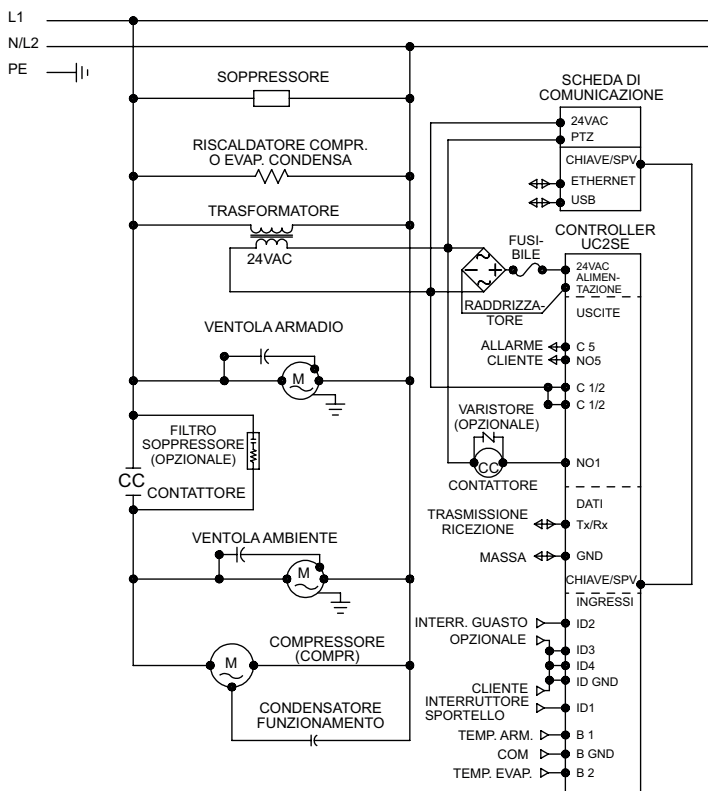 L1
N/L2
PE
SOPPRESSORE
RISCALDATORE COMPR.
O EVAP. CONDENSA
TRASFORMATORE
24VAC
VENTOLA ARMADIO
M
FILTRO
SOPPRESSORE
(OPZIONALE)
CC
CONTATTORE
VENTOLA AMBIENTE
M
COMPRESSORE
(COMPR)
M
CONDENSATORE
FUNZIONAMENTO
SCHEDA DI
COMUNICAZIONE
24VAC
PTZ
CHIAVE/SPV
ETHERNET
USB
CONTROLLER
UC2SE
FUSI-
BILE
RADDRIZZA-
TORE
24VAC
ALIMEN-
TAZIONE
USCITE
ALLARME
CLIENTE
C 5
NO5
C 1/2
C 1/2
VARISTORE
(OPZIONALE)
CC
CONTATTORE
NO1
DATI
TRASMISSIONE
RICEZIONE
Tx/Rx
MASSA
GND
CHIAVE/SPV
INGRESSI
INTERR. GUASTO
ID2
OPZIONALE
ID3
ID4
ID GND
CLIENTE
INTERRUTTORE
SPORTELLO
ID1
TEMP. ARM.
B 1
COM
B GND
TEMP. EVAP.
B 2